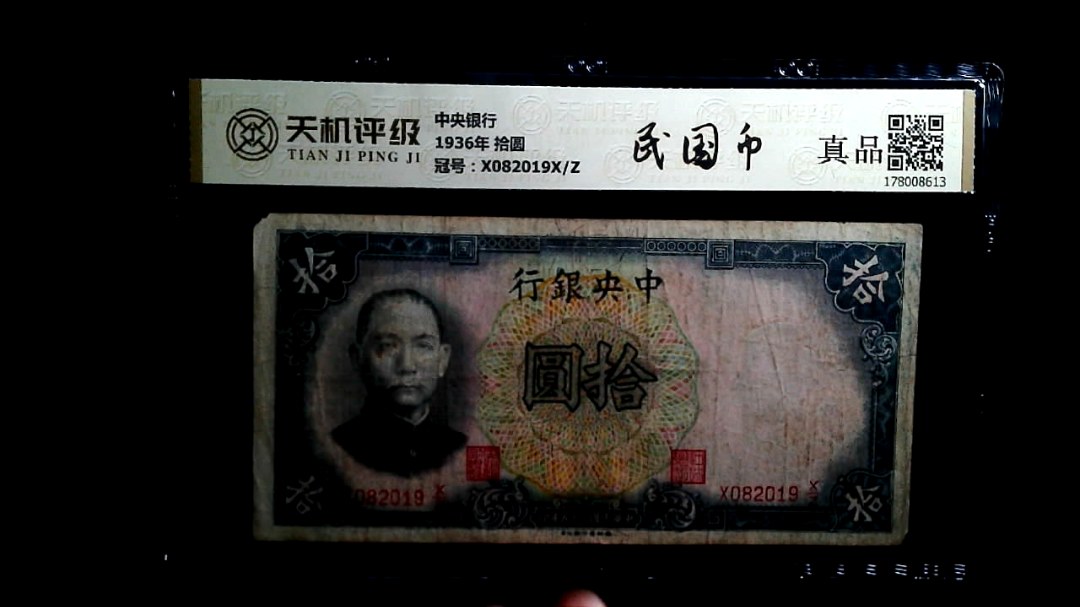 天机评级
TIAN JI PING JI
中央银行
1936年 拾圆
冠号：X082019X/Z
民国币
真品
178008613
拾
拾
行銀央中
圓拾
082019 X
X082019 X/Z
拾
拾